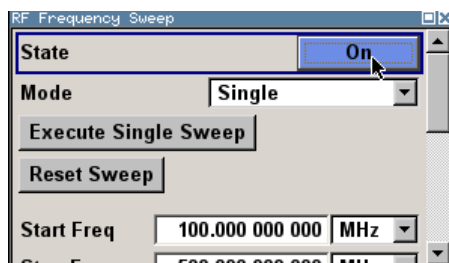 RF Frequency Sweep
State On
Mode Single
Execute Single Sweep
Reset Sweep
Start Freq 100.000 000 000 MHz